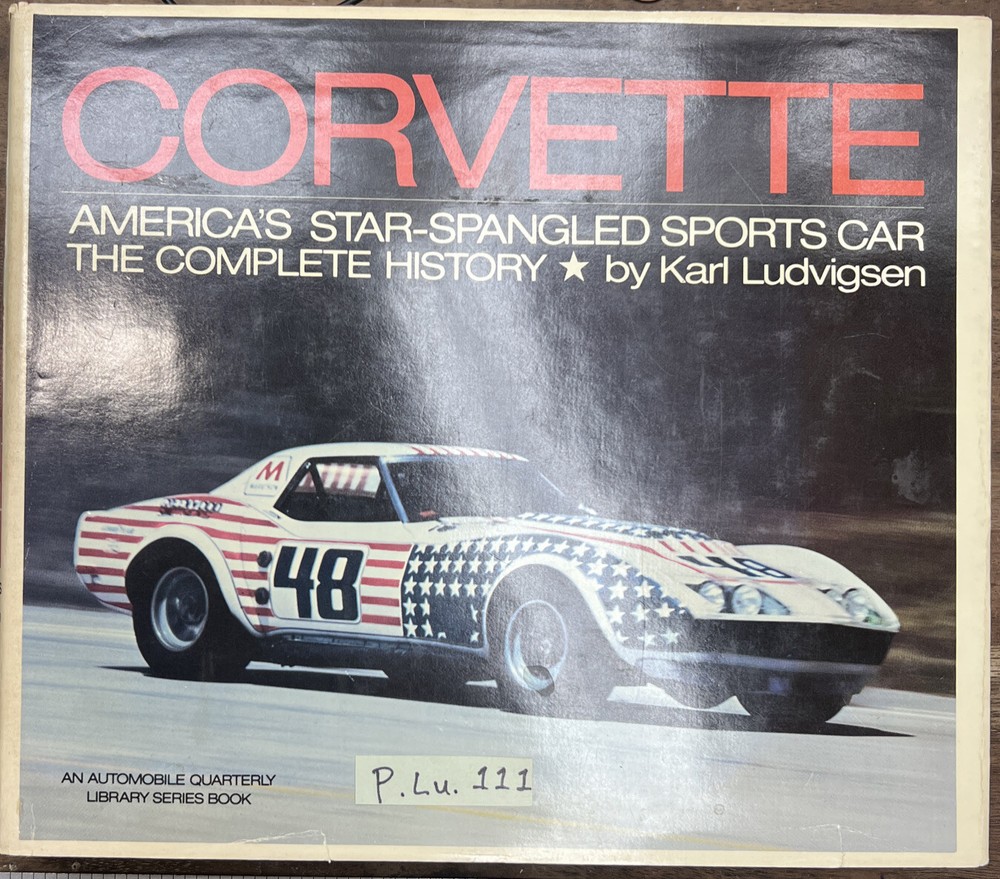 CORVETTE
AMERICA'S STAR-SPANGLED SPORTS CAR
THE COMPLETE HISTORY ★ by Karl Ludvigsen
M
48
48
AN AUTOMOBILE QUARTERLY
LIBRARY SERIES BOOK
P.Lu. 111